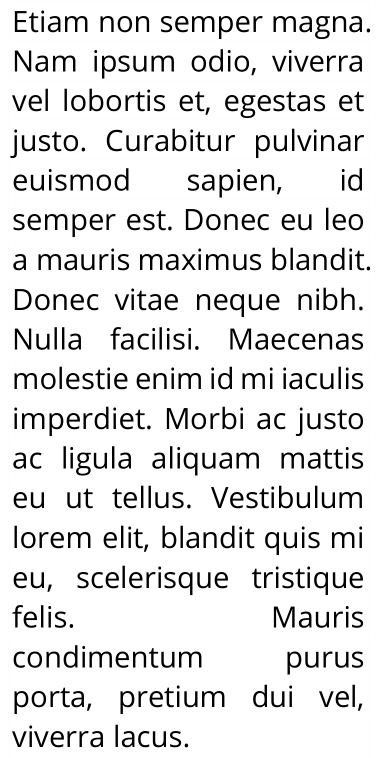 Etiam non semper magna.
Nam ipsum odio, viverra
vel lobortis et, egestas et
justo. Curabitur pulvinar
euismod sapien, id
semper est. Donec eu leo
a mauris maximus blandit.
Donec vitae neque nibh.
Nulla facilisi. Maecenas
molestie enim id mi iaculis
imperdiet. Morbi ac justo
ac ligula aliquam mattis
eu ut tellus. Vestibulum
lorem elit, blandit quis mi
eu, scelerisque tristique
felis. Mauris
condimentum purus
porta, pretium dui vel,
viverra lacus.